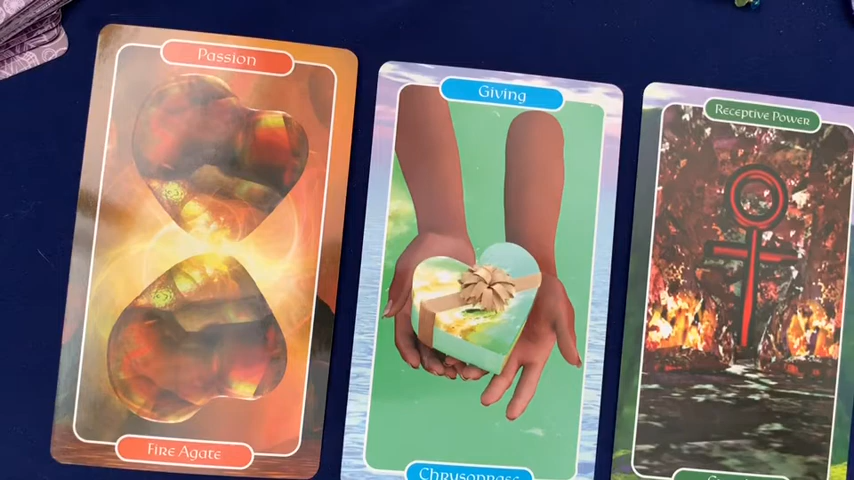 Passion
Fire Agate
Giving
Chrysoprase
Receptive Power